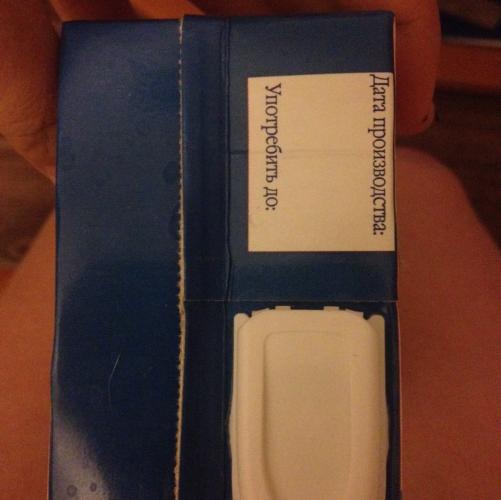 Дата производства:
Употребить до: